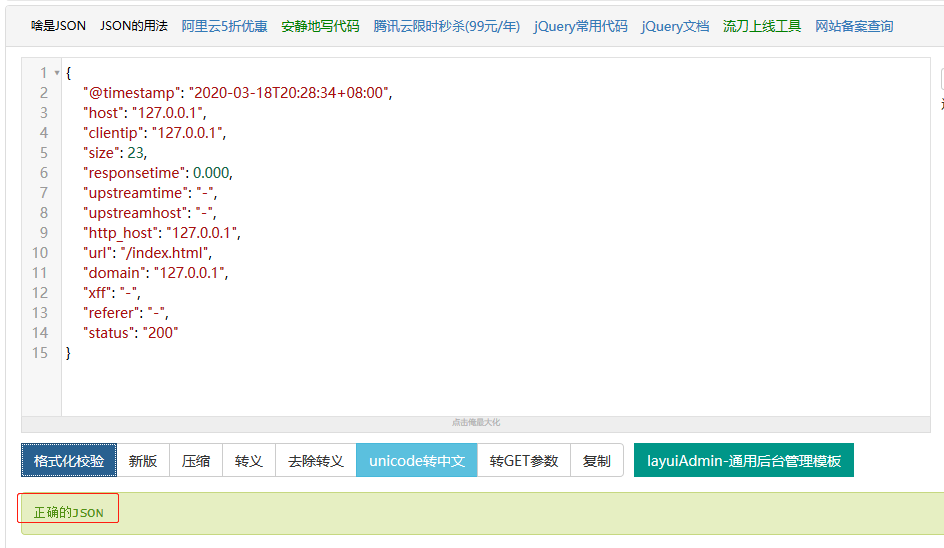 啥是JSON JSON的用法 阿里云5折优惠 安静地写代码 腾讯云限时秒杀(99元/年) jQuery常用代码 jQuery文档 流刀上线工具 网站备案查询
1 {
2 "@timestamp": "2020-03-18T20:28:34+08:00",
3 "host": "127.0.0.1",
4 "clientip": "127.0.0.1",
5 "size": 23,
6 "responsetime": 0.000,
7 "upstreamtime": "-",
8 "upstreamhost": "-",
9 "http_host": "127.0.0.1",
10 "url": "/index.html",
11 "domain": "127.0.0.1",
12 "xff": "-",
13 "referer": "-",
14 "status": "200"
15 }
点击俺最大化
格式化校验 新版 压缩 转义 去除转义 unicode转中文 转GET参数 复制 layuiAdmin-通用后台管理模板
正确的JSON